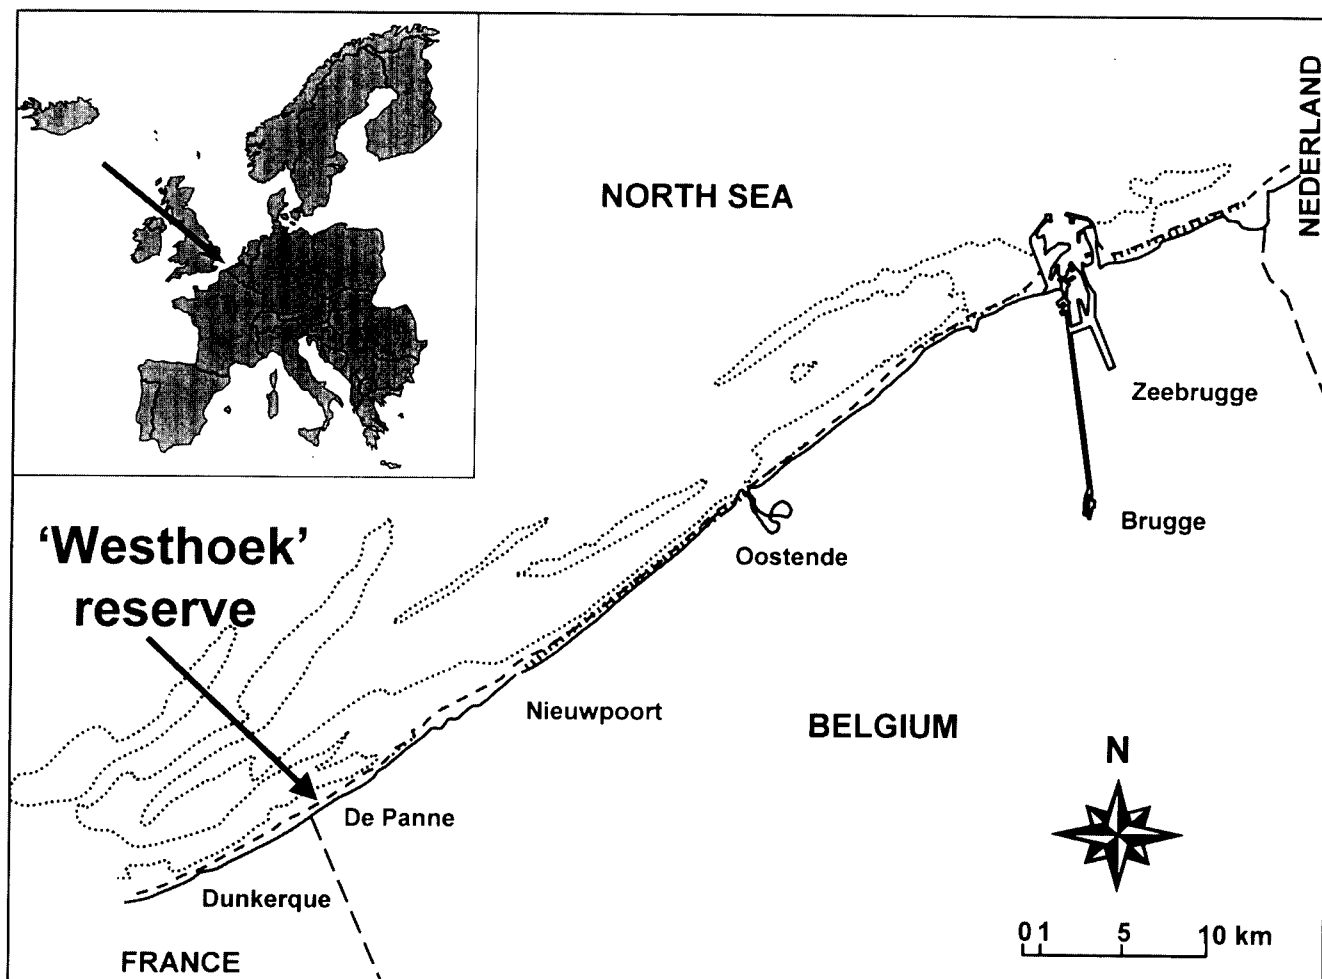 NEDERLAND
NORTH SEA
Zeebrugge
Brugge
'Westhoek'
reserve
Oostende
Nieuwpoort
BELGIUM
N
De Panne
Dunkerque
0 1 5 10 km
FRANCE